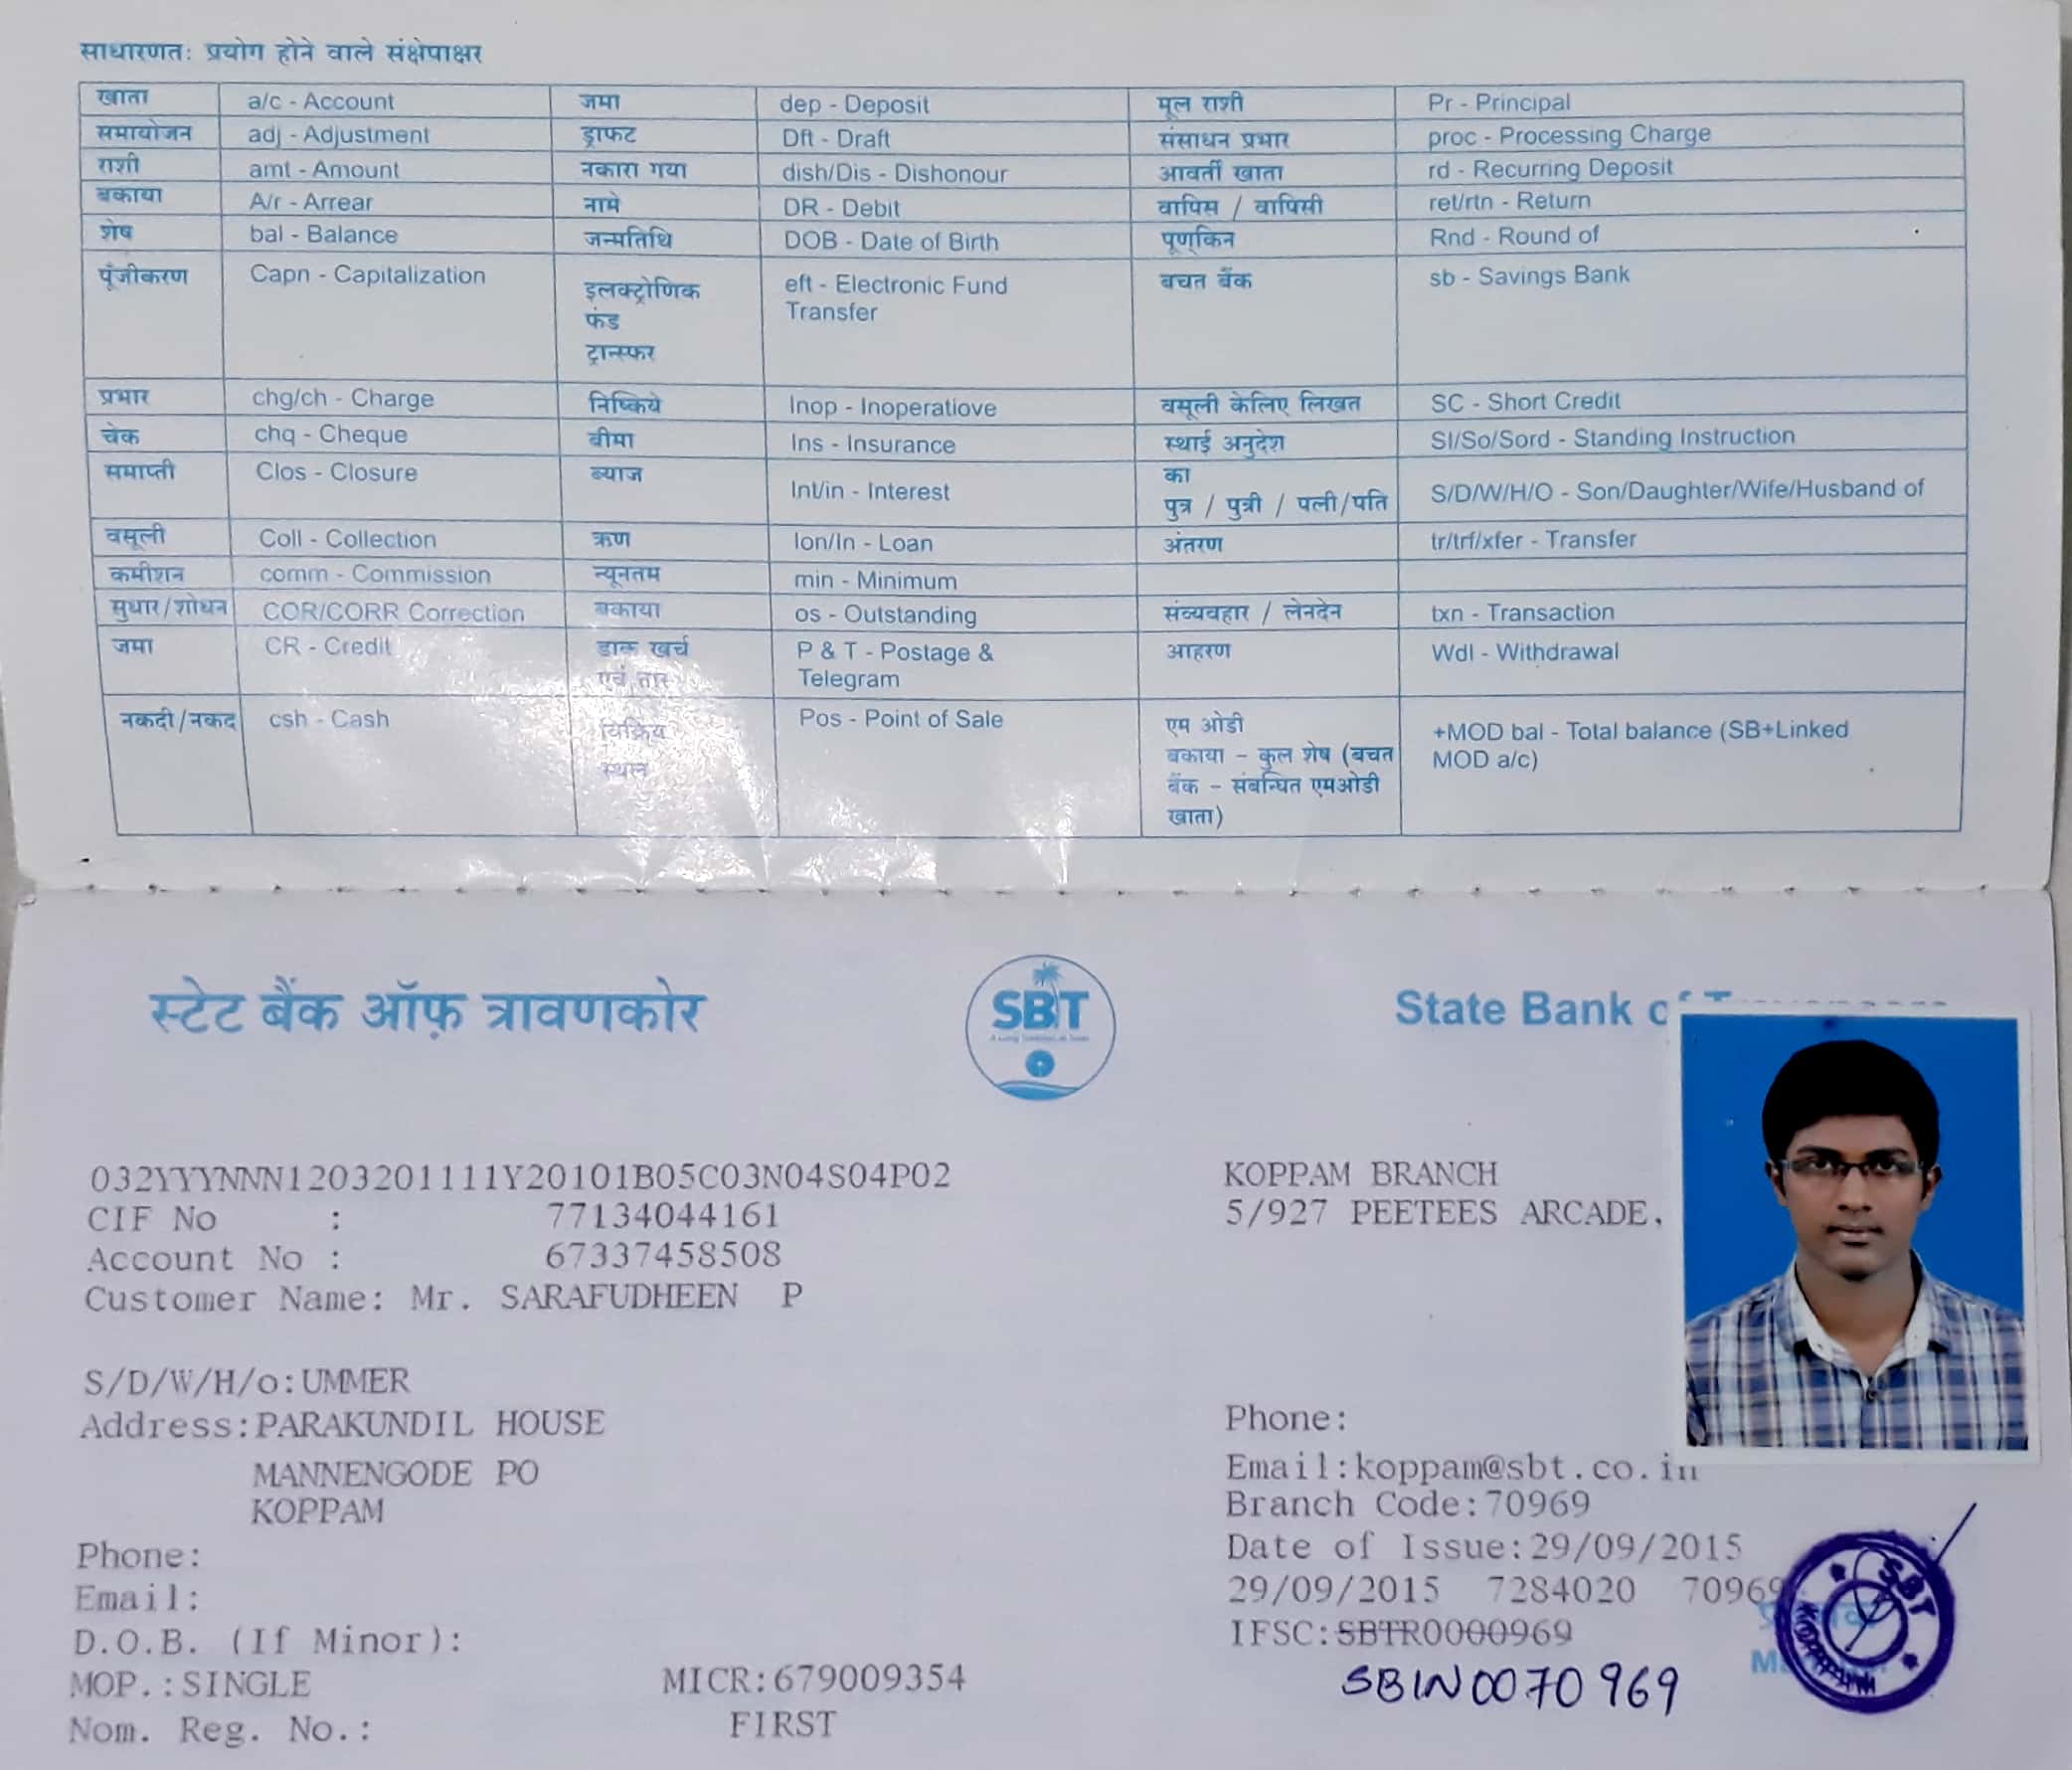 साधारणतः प्रयोग होने वाले संक्षेपाक्षर
खाता a/c - Account जमा dep - Deposit मूल राशी Pr - Principal
समायोजन adj - Adjustment ड्राफट Dft - Draft संसाधन प्रभार proc - Processing Charge
राशी amt - Amount नकारा गया dish/Dis - Dishonour आवर्ती खाता rd - Recurring Deposit
बकाया A/r - Arrear नामे DR - Debit वापिस / वापिसी ret/rtn - Return
शेष bal - Balance जन्मतिथि DOB - Date of Birth पूर्णकिन Rnd - Round of
पूँजीकरण Capn - Capitalization इलक्ट्रोणिक eft - Electronic Fund बचत बैंक sb - Savings Bank
फंड Transfer
ट्रान्स्फर
प्रभार chg/ch - Charge निष्क्रिये Inop - Inoperatiove वसूली केलिए लिखत SC - Short Credit
चेक chq - Cheque बीमा Ins - Insurance स्थाई अनुदेश SI/So/Sord - Standing Instruction
समाप्ती Clos - Closure ब्याज Int/in - Interest का
पुत्र / पुत्री / पत्नी/पति S/D/W/H/O - Son/Daughter/Wife/Husband of
वसूली Coll - Collection ऋण lon/ln - Loan अंतरण tr/trf/xfer - Transfer
कमीशन comm - Commission न्यूनतम min - Minimum
सुधार/शोधन COR/CORR Correction बकाया os - Outstanding संव्यवहार / लेनदेन txn - Transaction
जमा CR - Credit डाक खर्च P & T - Postage & आहरण Wdl - Withdrawal
एवं तार Telegram
नकदी/नकद csh - Cash विक्रिय Pos - Point of Sale एम ओडी +MOD bal - Total balance (SB+Linked
स्थल बकाया - कुल शेष (बचत MOD a/c)
बैंक - संबन्धित एमओडी
खाता)
स्टेट बैंक ऑफ़ त्रावणकोर SBT State Bank
032YYYNNN1203201111Y20101B05C03N04S04P02 KOPPAM BRANCH
CIF No : 77134044161 5/927 PEETEES ARCADE,
Account No : 67337458508
Customer Name: Mr. SARAFUDHEEN P
S/D/W/H/o:UMMER
Address:PARAKUNDIL HOUSE Phone:
MANNENGODE PO Email:koppam@sbt.co.in
KOPPAM Branch Code:70969
Phone: Date of Issue:29/09/2015
Email: 29/09/2015 7284020 70969
D.O.B. (If Minor): IFSC:SBTR0000969
MOP.:SINGLE MICR:679009354 SBIN0070969
Nom. Reg. No.: FIRST
SBT
KOPPAM